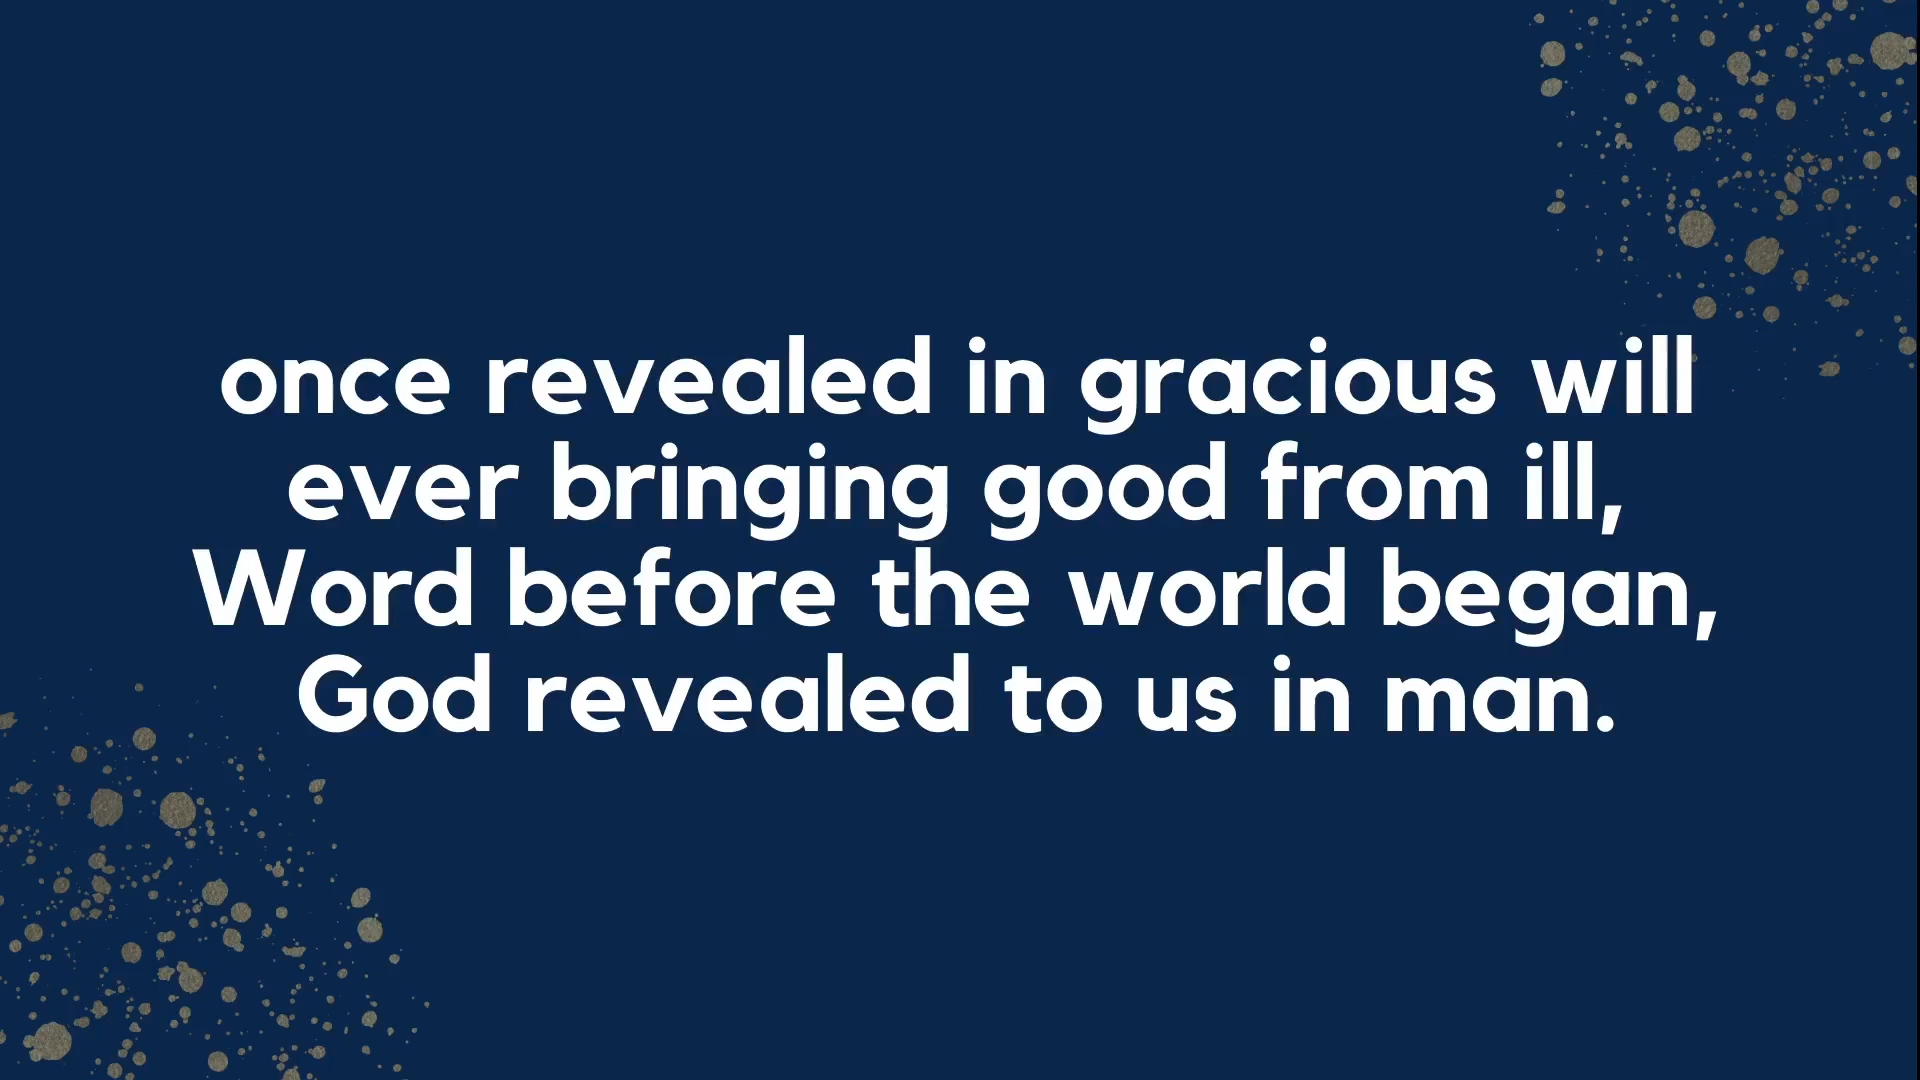 once revealed in gracious will
ever bringing good from ill,
Word before the world began,
God revealed to us in man.